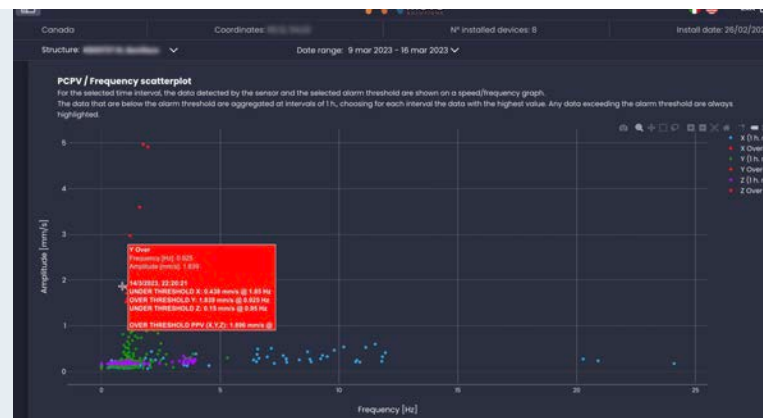 Canada
Coordinates:
N° installed devices: 8
Install date: 26/02/202
Structure:
Date range: 9 mar 2023 - 16 mar 2023
PCPV / Frequency scatterplot
For the selected time interval, the data detected by the sensor and the selected alarm threshold are shown on a speed/frequency graph.
The data that are below the alarm threshold are aggregated at intervals of 1 h., choosing for each interval the data with the highest value. Any data exceeding the alarm threshold are always
highlighted.
X (1 h.
X Over
Y (1 h.
Y Over
Z (1 h.
Z Over
5
4
3
2
1
0
Amplitude [mm/s]
Y Over
Frequency [Hz]: 0.925
Amplitude [mm/s]: 1.839
14/3/2023, 22:20:21
UNDER THRESHOLD X: 0.439 mm/s @ 1.85 Hz
OVER THRESHOLD Y: 1.839 mm/s @ 0.925 Hz
UNDER THRESHOLD Z: 0.15 mm/s @ 0.95 Hz
OVER THRESHOLD PPV (X,Y,Z): 1.896 mm/s @
0
5
10
15
20
25
Frequency [Hz]